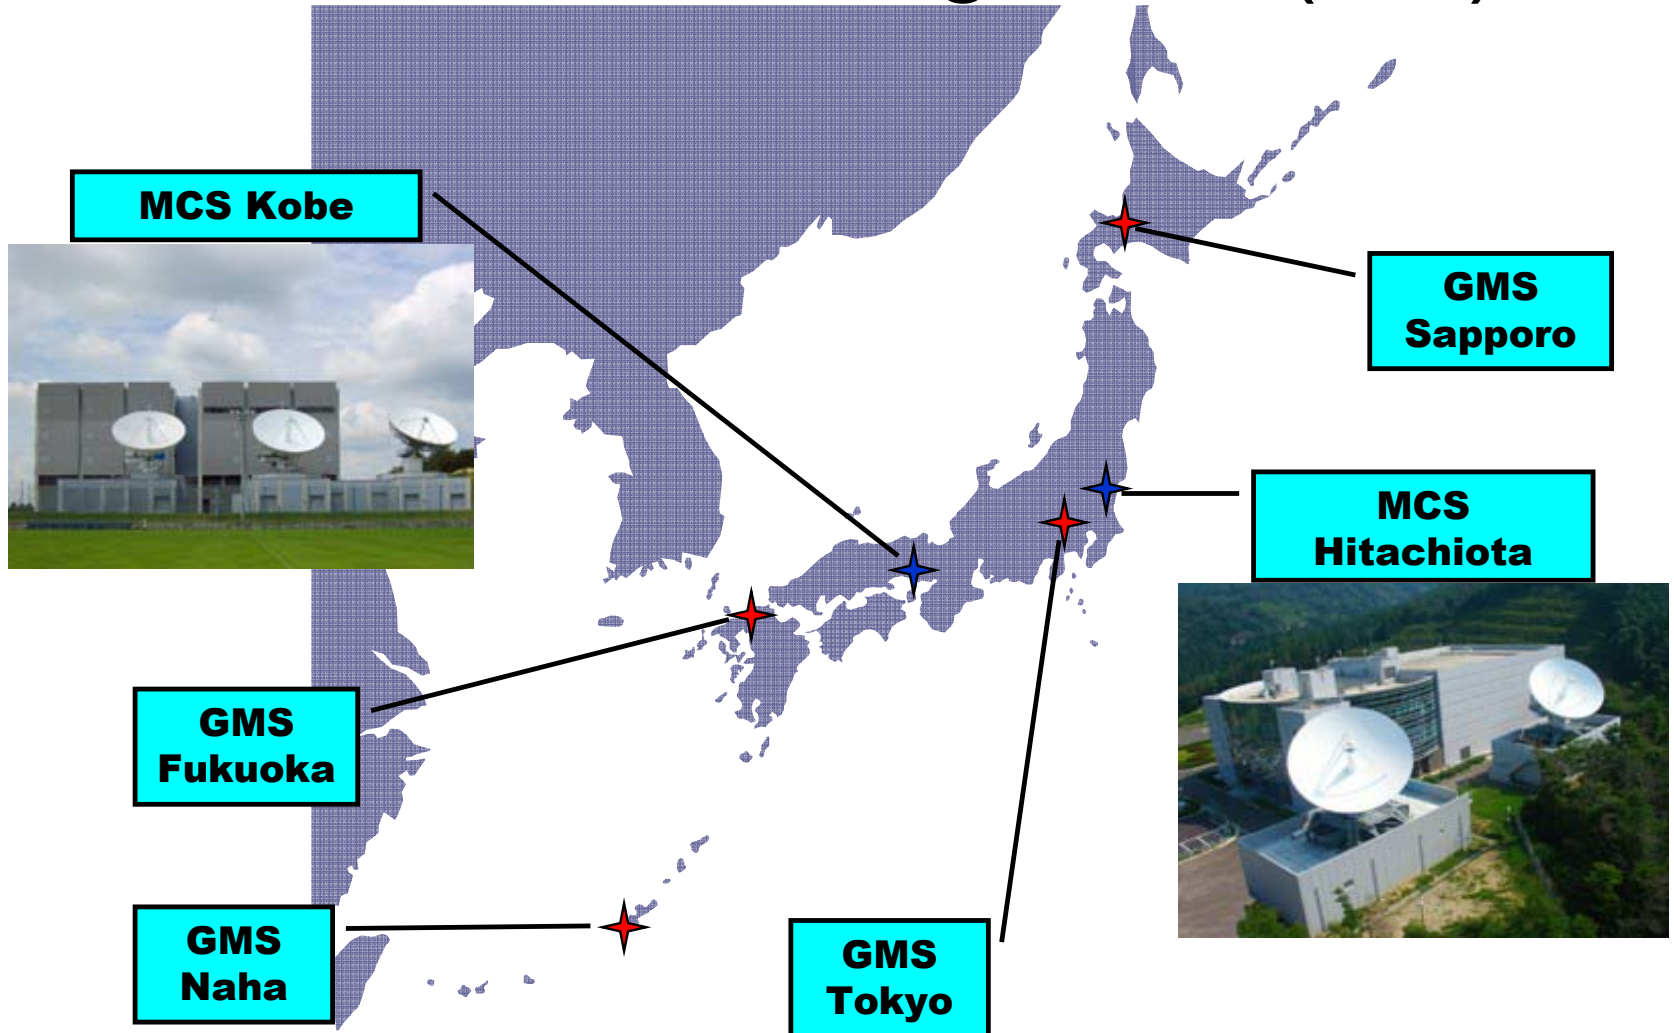 MCS Kobe
GMS
Sapporo
MCS
Hitachiota
GMS
Fukuoka
GMS
Naha
GMS
Tokyo